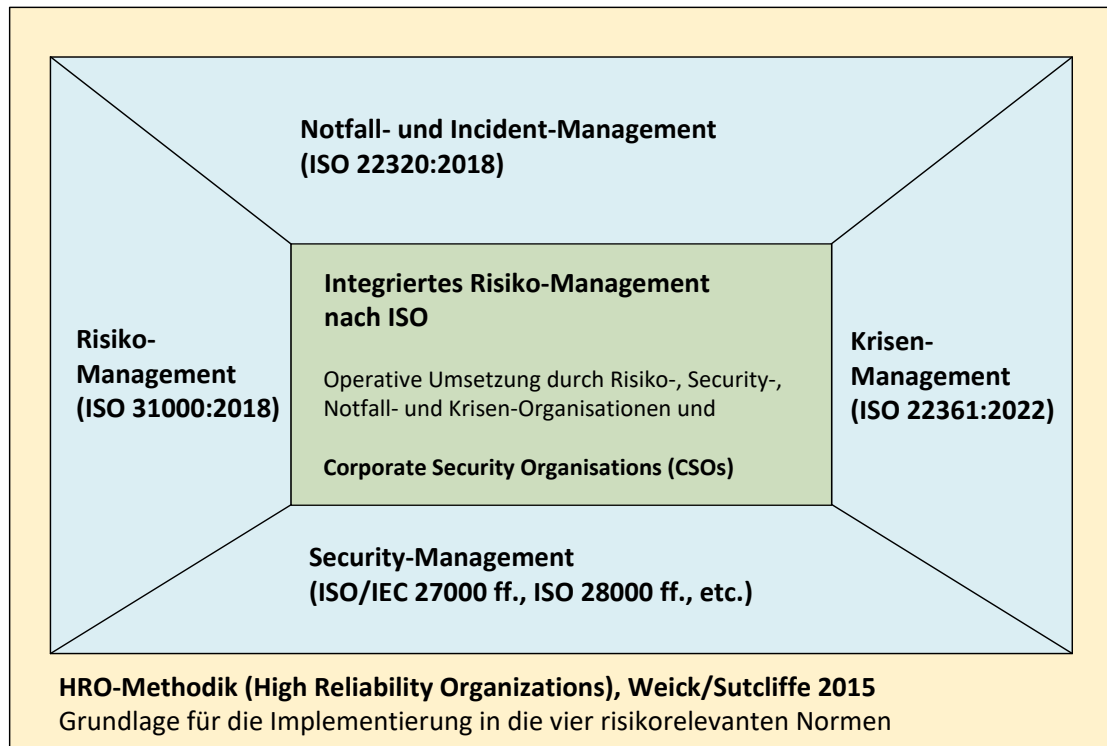 Notfall- und Incident-Management
(ISO 22320:2018)
Integriertes Risiko-Management
nach ISO
Operative Umsetzung durch Risiko-, Security-,
Notfall- und Krisen-Organisationen und
Corporate Security Organisations (CSOs)
Risiko-
Management
(ISO 31000:2018)
Krisen-
Management
(ISO 22361:2022)
Security-Management
(ISO/IEC 27000 ff., ISO 28000 ff., etc.)
HRO-Methodik (High Reliability Organizations), Weick/Sutcliffe 2015
Grundlage für die Implementierung in die vier risikorelevanten Normen